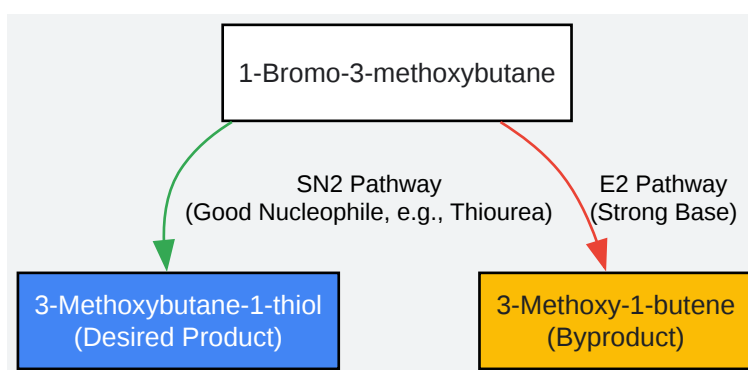 1-Bromo-3-methoxybutane
SN2 Pathway
(Good Nucleophile, e.g., Thiourea)
E2 Pathway
(Strong Base)
3-Methoxybutane-1-thiol
(Desired Product)
3-Methoxy-1-butene
(Byproduct)